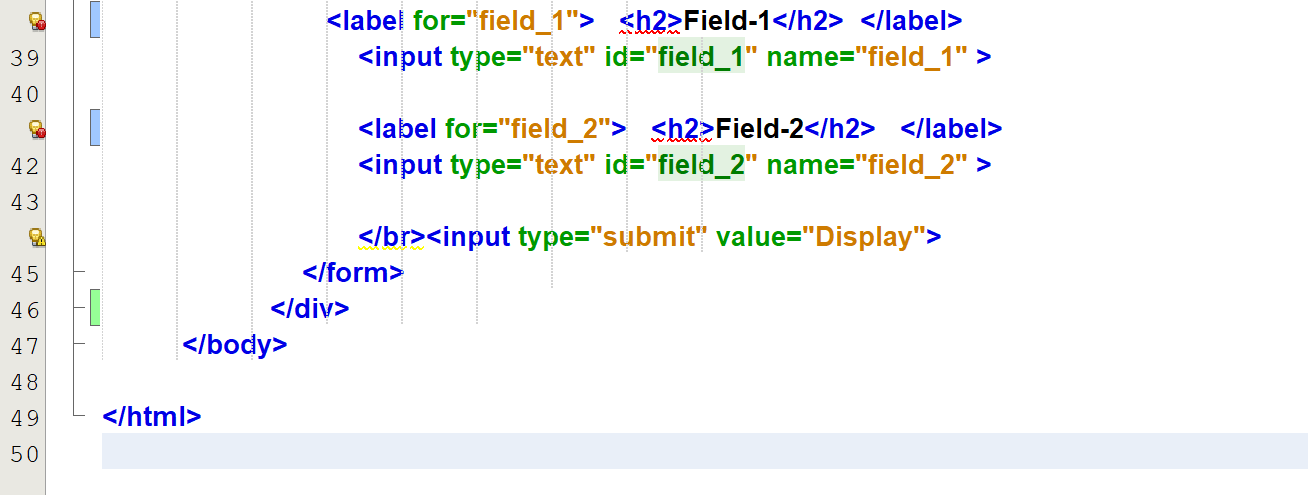 <label for="field_1">   <h2>Field-1</h2>  </label>
39 <input type="text" id="field_1" name="field_1" >
40
<label for="field_2">   <h2>Field-2</h2>   </label>
42 <input type="text" id="field_2" name="field_2" >
43
</br><input type="submit" value="Display">
45 </form>
46 </div>
47 </body>
48
49 </html>
50